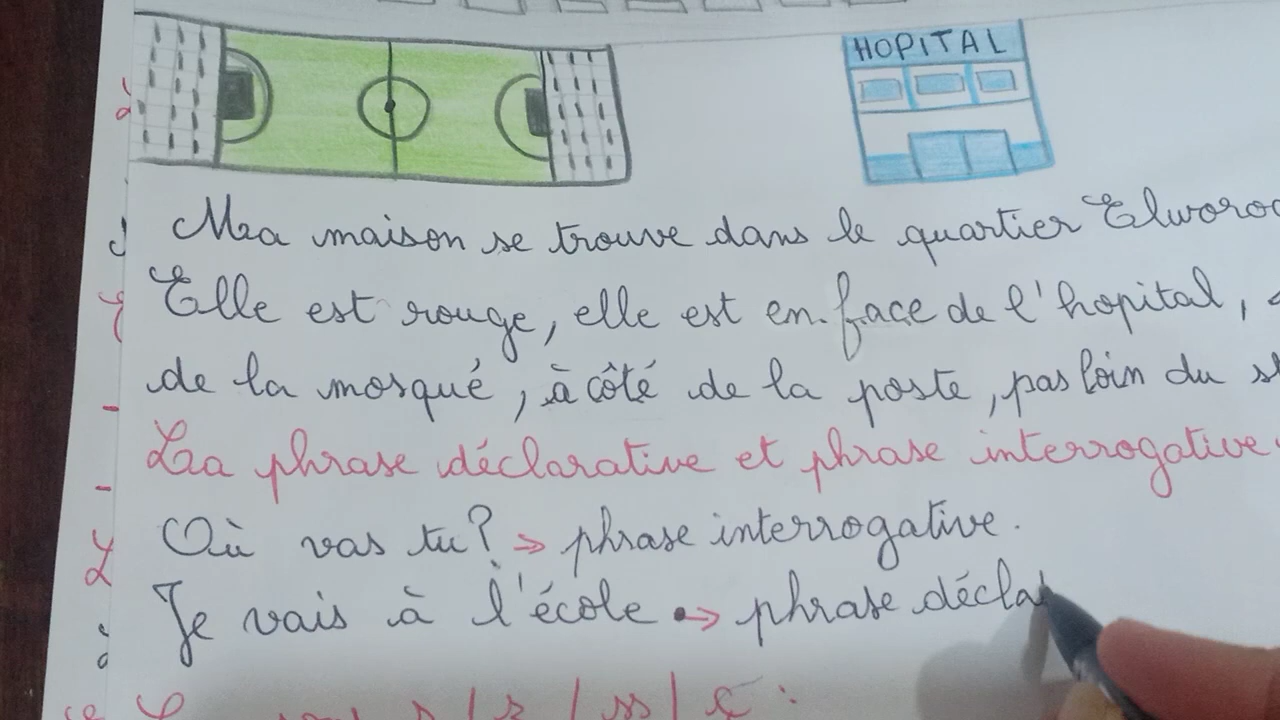 HOPITAL
Ma maison se trouve dans le quartier
Elle est rouge, elle est en face de l'hopital,
de la mosqué, à côté de la poste, pas loin du
La phrase déclarative et phrase interrogative.
Où vas tu? => phrase interrogative.
Je vais à l'école .=> phrase décla
s / z / ss / ç :